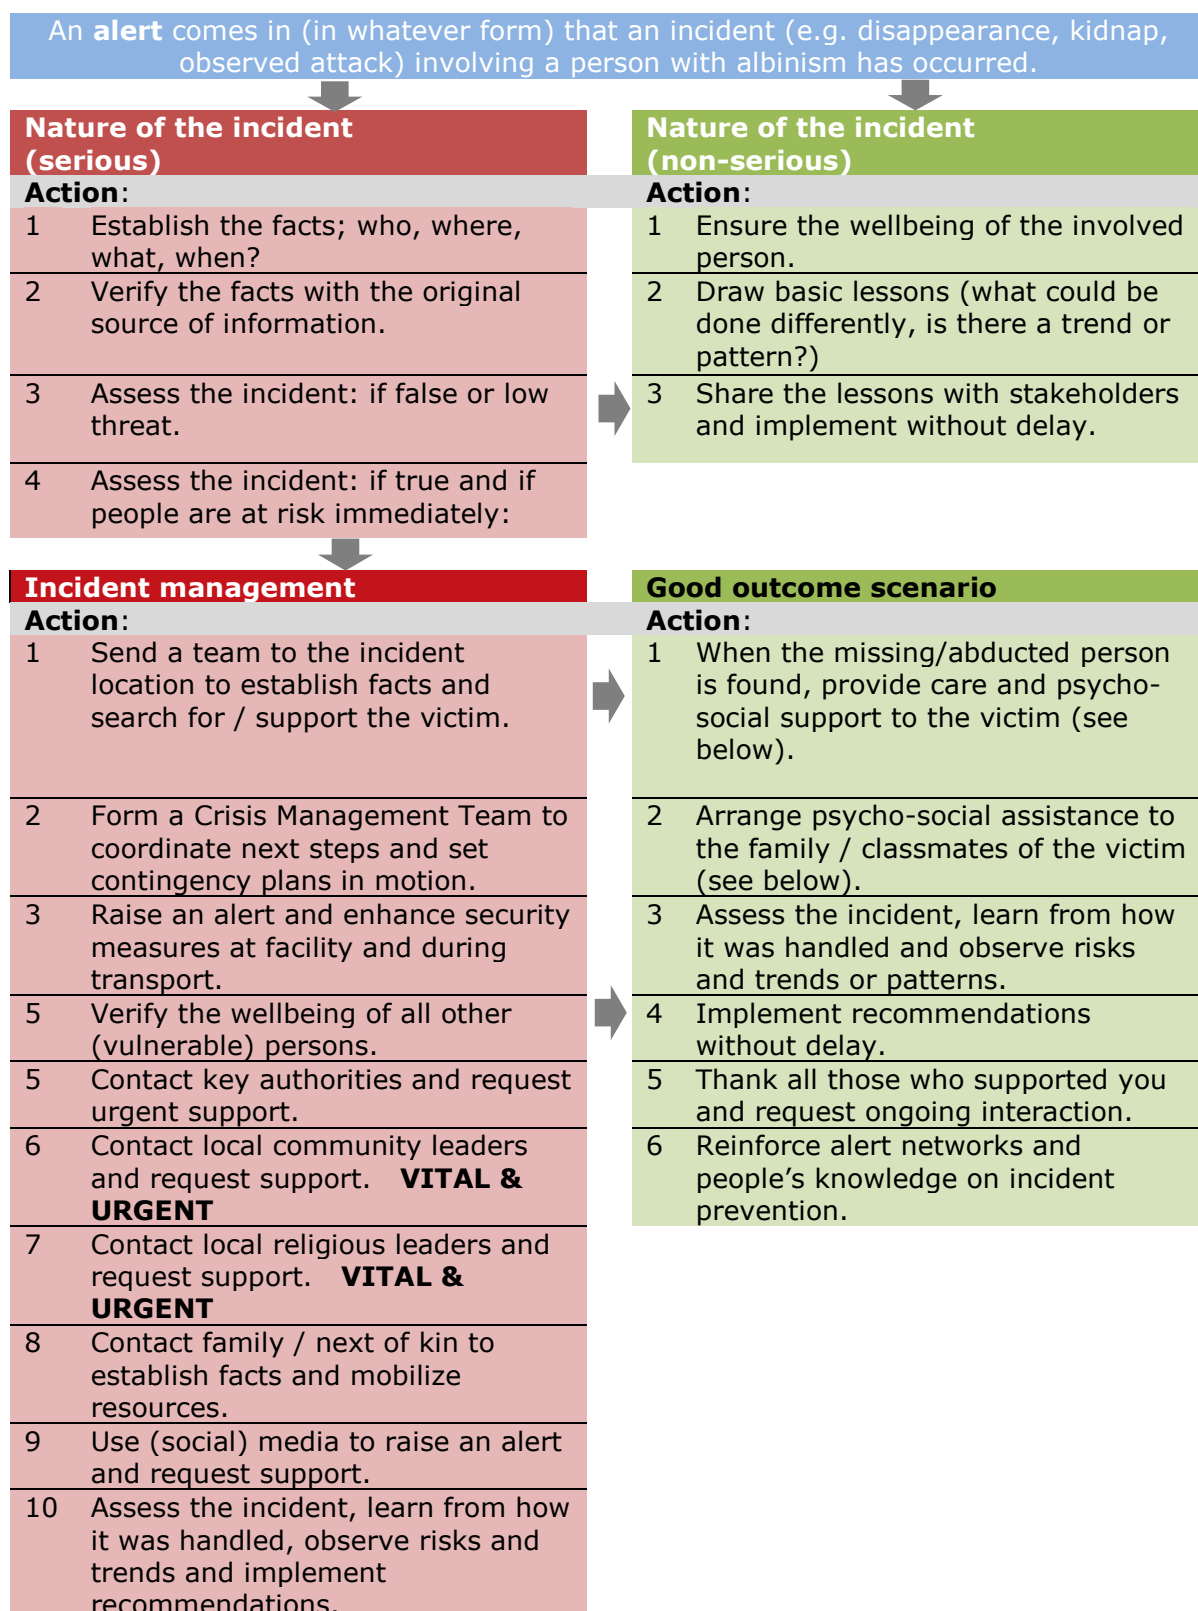 An alert comes in (in whatever form) that an incident (e.g. disappearance, kidnap,
observed attack) involving a person with albinism has occurred.
Nature of the incident
(serious)
Action:
1 Establish the facts; who, where,
what, when?
2 Verify the facts with the original
source of information.
3 Assess the incident: if false or low
threat.
4 Assess the incident: if true and if
people are at risk immediately:
Nature of the incident
(non-serious)
Action:
1 Ensure the wellbeing of the involved
person.
2 Draw basic lessons (what could be
done differently, is there a trend or
pattern?)
3 Share the lessons with stakeholders
and implement without delay.
Incident management
Action:
1 Send a team to the incident
location to establish facts and
search for / support the victim.
2 Form a Crisis Management Team to
coordinate next steps and set
contingency plans in motion.
3 Raise an alert and enhance security
measures at facility and during
transport.
5 Verify the wellbeing of all other
(vulnerable) persons.
5 Contact key authorities and request
urgent support.
6 Contact local community leaders
and request support. VITAL &
URGENT
7 Contact local religious leaders and
request support. VITAL &
URGENT
8 Contact family / next of kin to
establish facts and mobilize
resources.
9 Use (social) media to raise an alert
and request support.
10 Assess the incident, learn from how
it was handled, observe risks and
trends and implement
recommendations.
Good outcome scenario
Action:
1 When the missing/abducted person
is found, provide care and psycho-
social support to the victim (see
below).
2 Arrange psycho-social assistance to
the family / classmates of the victim
(see below).
3 Assess the incident, learn from how
it was handled and observe risks
and trends or patterns.
4 Implement recommendations
without delay.
5 Thank all those who supported you
and request ongoing interaction.
6 Reinforce alert networks and
people’s knowledge on incident
prevention.